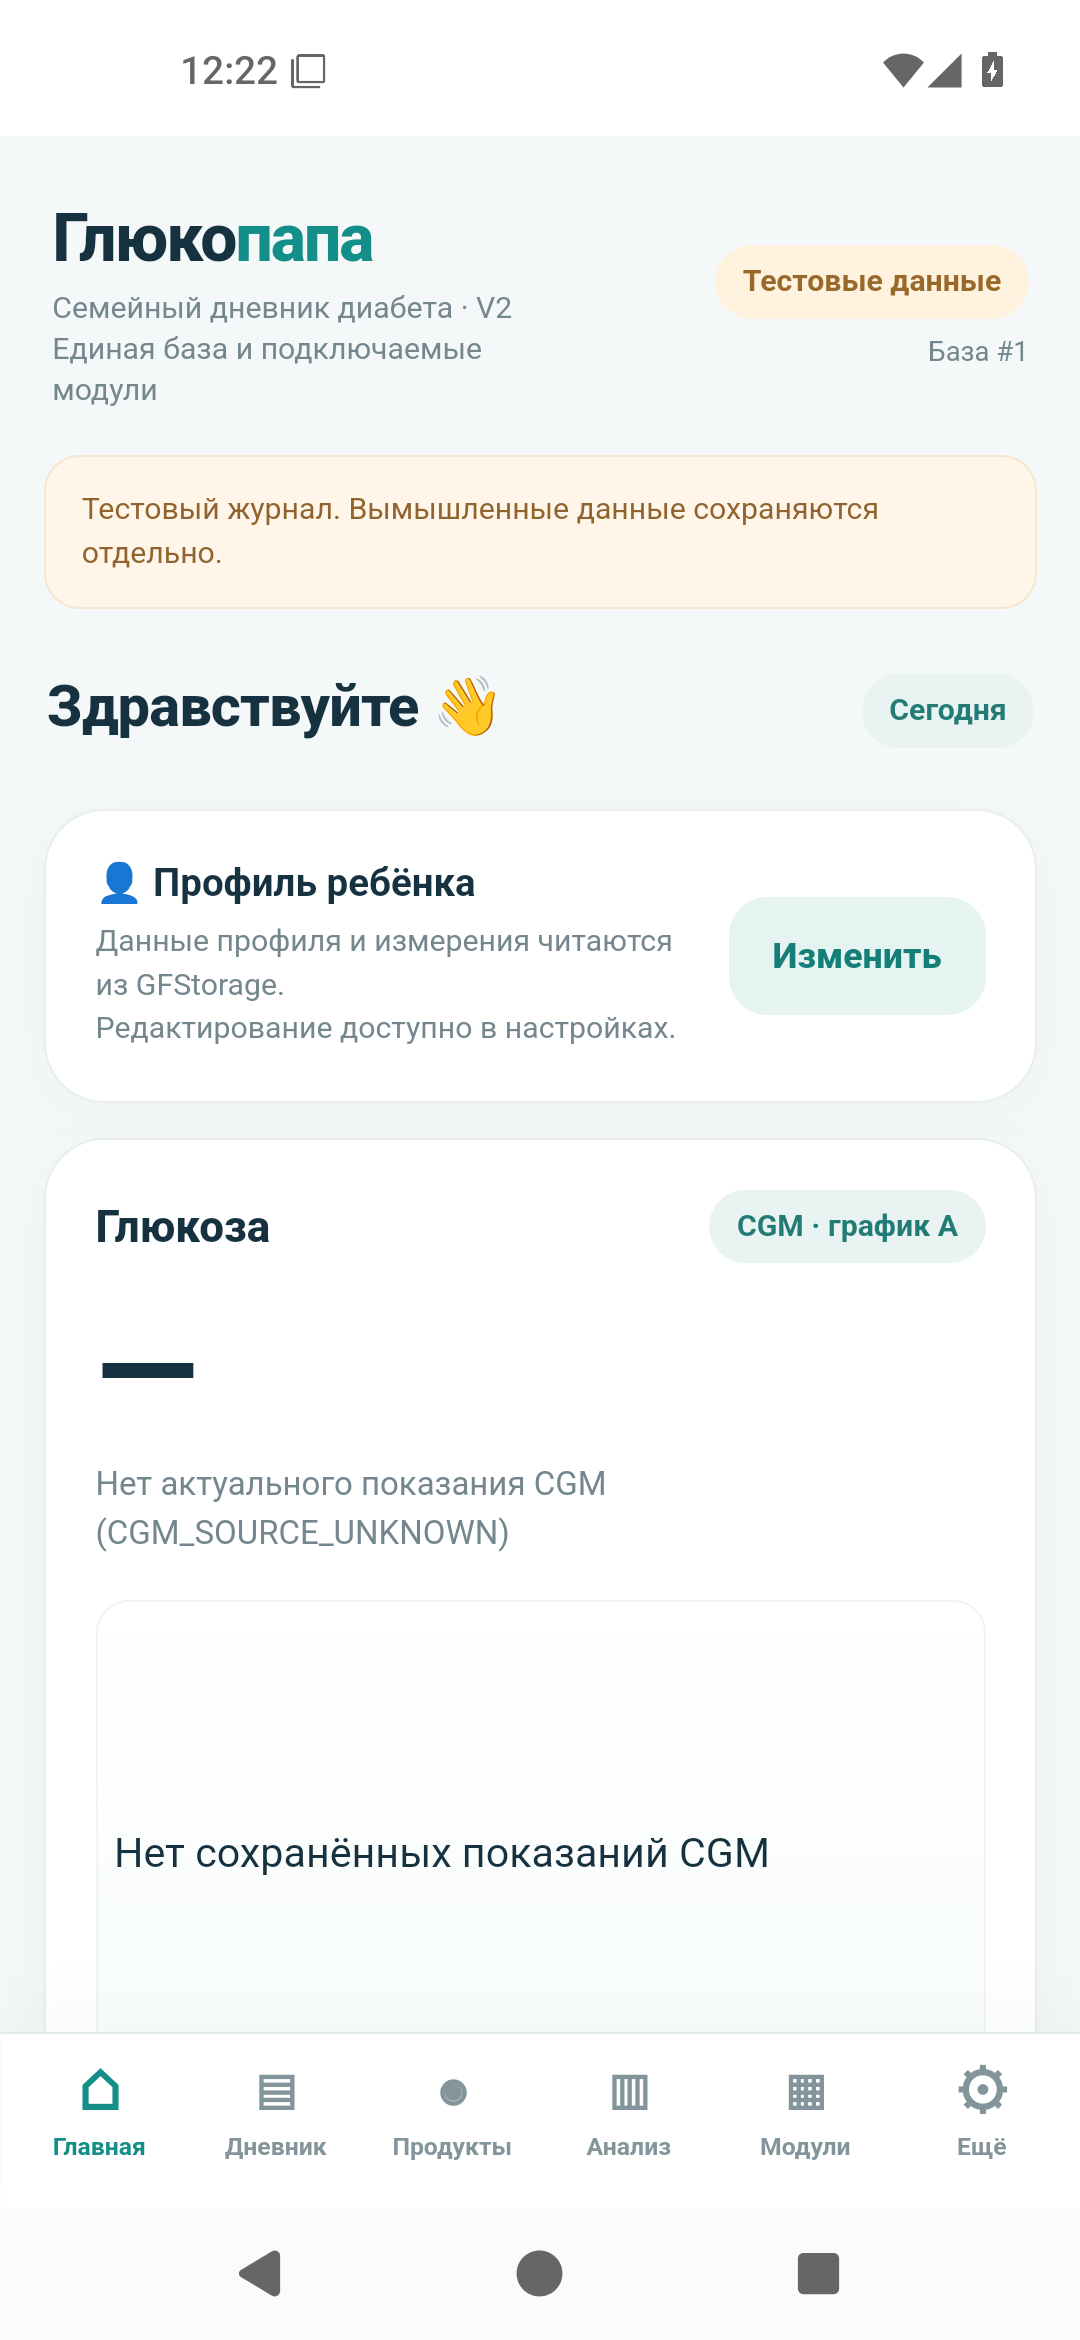 12:22
Глюкопапа
Семейный дневник диабета · V2
Единая база и подключаемые
модули
Тестовые данные
База #1
Тестовый журнал. Вымышленные данные сохраняются
отдельно.
Здравствуйте 👋
Сегодня
👤 Профиль ребёнка
Данные профиля и измерения читаются
из GFStorage.
Редактирование доступно в настройках.
Изменить
Глюкоза
CGM · график A
—
Нет актуального показания CGM
(CGM_SOURCE_UNKNOWN)
Нет сохранённых показаний CGM
Главная
Дневник
Продукты
Анализ
Модули
Ещё